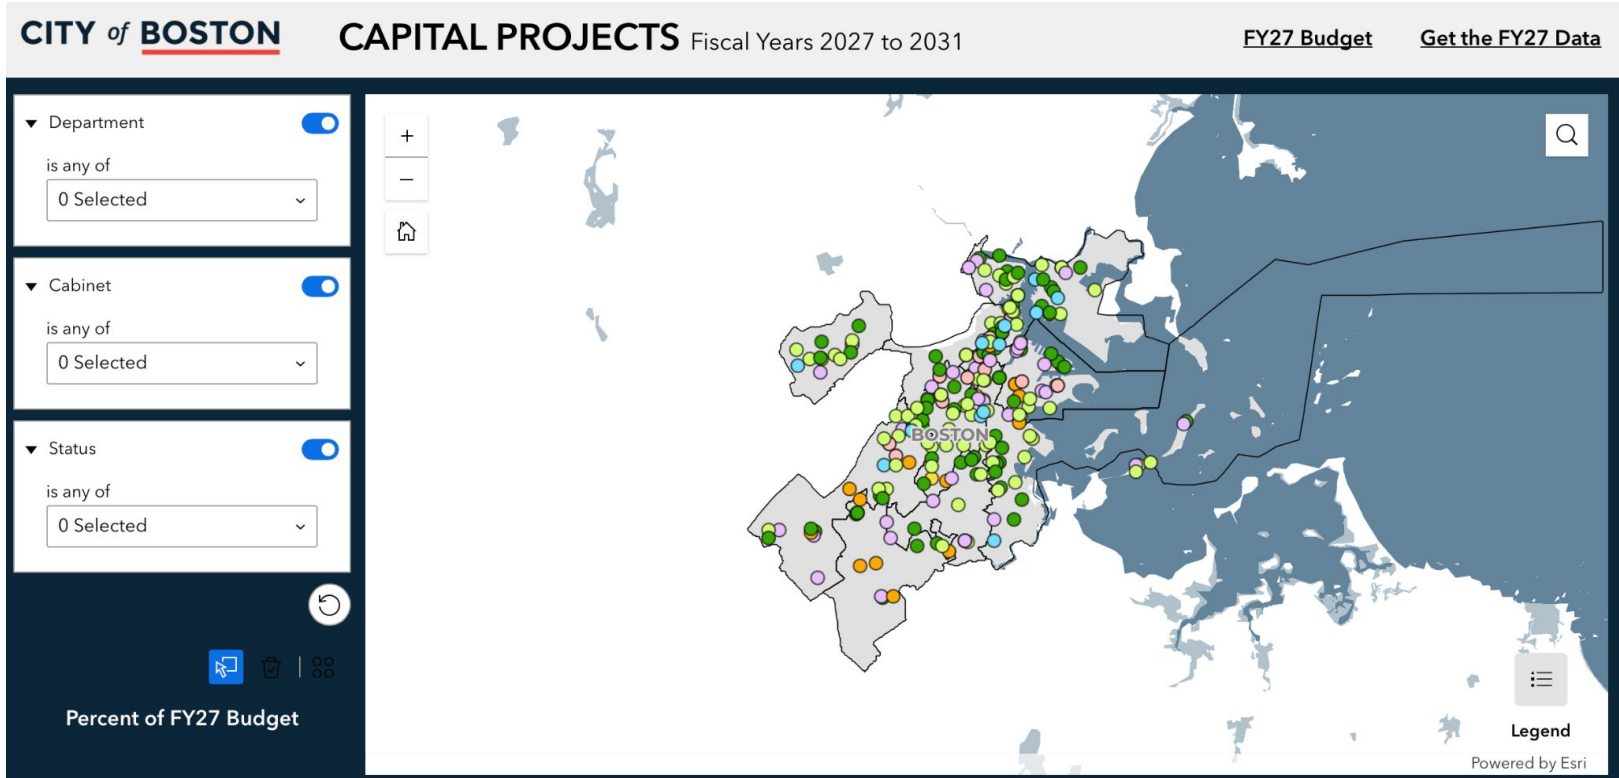 CITY of BOSTON
CAPITAL PROJECTS Fiscal Years 2027 to 2031
FY27 Budget
Get the FY27 Data
Department
is any of
0 Selected
Cabinet
is any of
0 Selected
Status
is any of
0 Selected
Percent of FY27 Budget
+
−
BOSTON
Legend
Powered by Esri